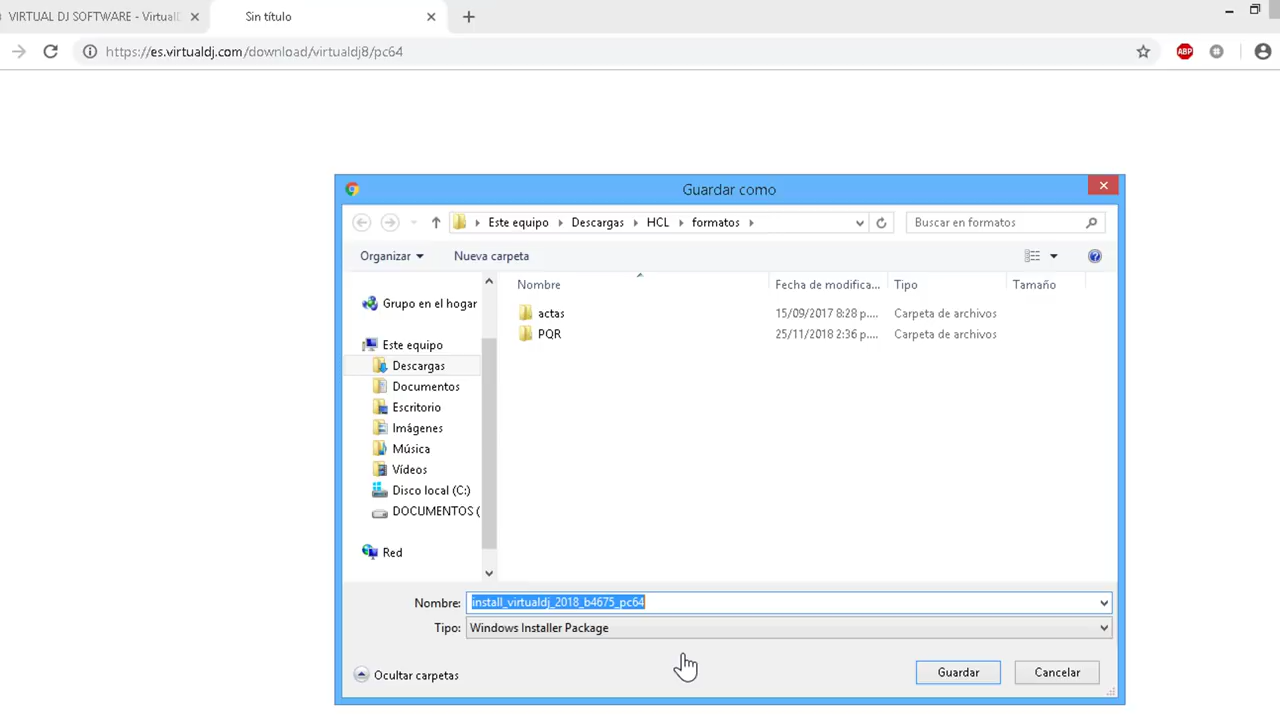 VIRTUAL DJ SOFTWARE - VirtualD
Sin título
https://es.virtualdj.com/download/virtualdj8/pc64
ABP
Guardar como
Este equipo
Descargas
HCL
formatos
Buscar en formatos
Organizar
Nueva carpeta
Nombre
Fecha de modifica...
Tipo
Tamaño
Grupo en el hogar
actas
15/09/2017 8:28 p....
Carpeta de archivos
PQR
25/11/2018 2:36 p....
Carpeta de archivos
Este equipo
Descargas
Documentos
Escritorio
Imágenes
Música
Vídeos
Disco local (C:)
DOCUMENTOS (
Red
Nombre:
install_virtualdj_2018_b4675_pc64
Tipo:
Windows Installer Package
Ocultar carpetas
Guardar
Cancelar